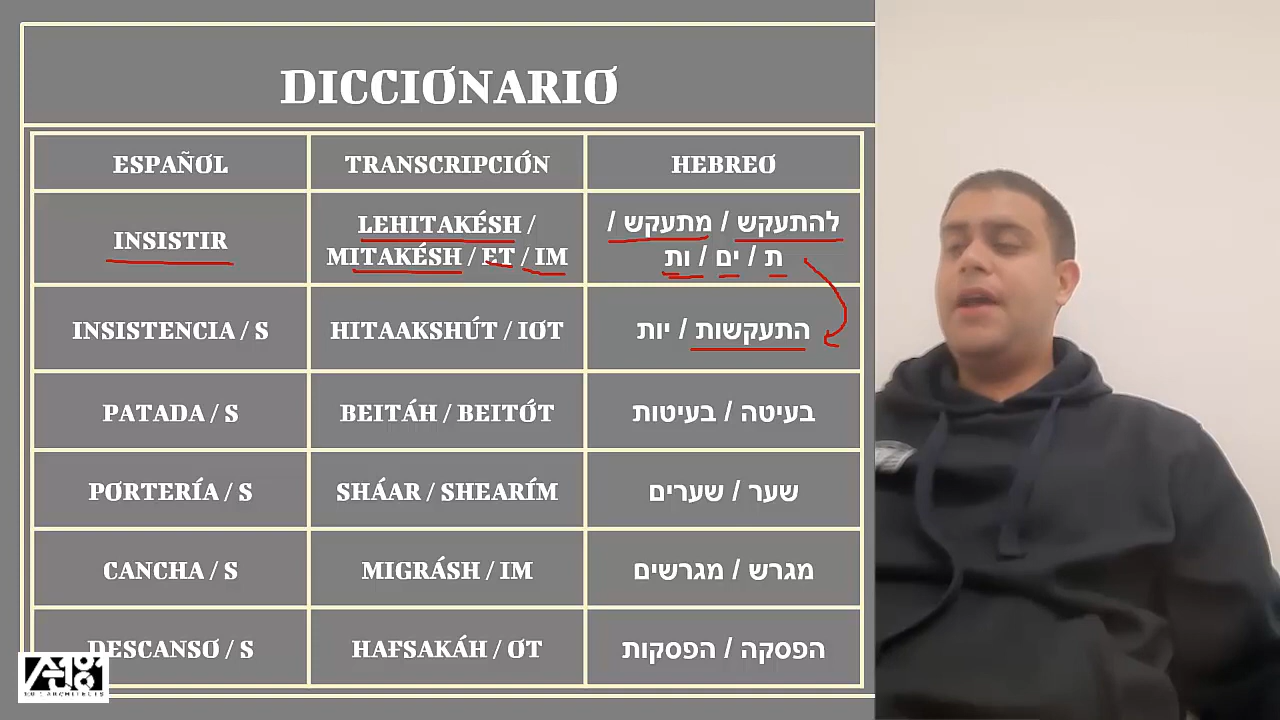 DICCIONARIO
ESPAÑOL
TRANSCRIPCIÓN
HEBREO
INSISTIR
LEHITAKÉSH /
MITAKÉSH / ET / IM
להתעקש / מתעקש /
ת / ים / ות
INSISTENCIA / S
HITAAKSHÚT / IOT
התעקשות / יות
PATADA / S
BEITÁH / BEITÓT
בעיטה / בעיטות
PORTERÍA / S
SHÁAR / SHEARÍM
שער / שערים
CANCHA / S
MIGRÁSH / IM
מגרש / מגרשים
DESCANSO / S
HAFSAKÁH / OT
הפסקה / הפסקות